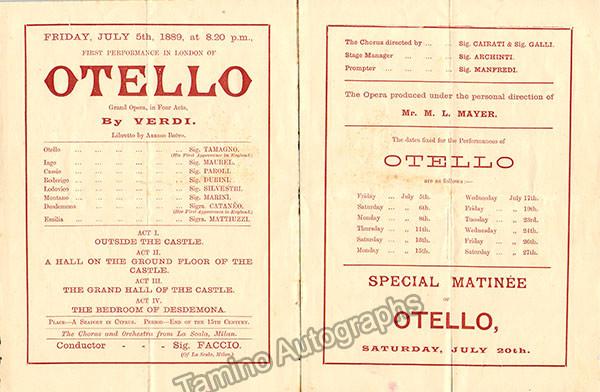 FRIDAY, JULY 5th, 1889, at 8.20 p.m.,
FIRST PERFORMANCE IN LONDON OF
OTELLO
Grand Opera, in Four Acts,
By VERDI.
Libretto by Arrigo Boïto.
Otello ... ... ... ... ... Sig. TAMAGNO.
(His First Appearance in England.)
Iago ... ... ... ... ... Sig. MAUREL.
Cassio ... ... ... ... ... Sig. PAROLI.
Roderigo ... ... ... ... ... Sig. DURINI.
Lodovico ... ... ... ... ... Sig. SILVESTRI.
Montano ... ... ... ... ... Sig. MARINI.
Desdemona ... ... ... ... Signa. CATANÉO.
(Her First Appearance in England.)
Emilia ... ... ... ... ... Signa. MATTIUZZI.
ACT I.
OUTSIDE THE CASTLE.
ACT II.
A HALL ON THE GROUND FLOOR OF THE
CASTLE.
ACT III.
THE GRAND HALL OF THE CASTLE.
ACT IV.
THE BEDROOM OF DESDEMONA.
Place—A Seaport in Cyprus. Period—End of the 15th Century.
The Chorus and Orchestra from La Scala, Milan.
Conductor - - - Sig. FACCIO.
(Of La Scala, Milan.)
The Chorus directed by ... ... Sig. CAIRATI & Sig. GALLI.
Stage Manager ... ... ... Sig. ARCHINTI.
Prompter ... ... ... Sig. MANFREDI.
The Opera produced under the personal direction of
Mr. M. L. MAYER.
The dates fixed for the Performances of
OTELLO
are as follows :—
Friday ... July 5th. Wednesday July 17th.
Saturday ... „ 6th. Friday „ 19th.
Monday ... „ 8th. Tuesday „ 23rd.
Thursday ... „ 11th. Wednesday „ 24th.
Saturday ... „ 13th. Friday „ 26th.
Monday ... „ 15th. Saturday „ 27th.
SPECIAL MATINÉE
OF
OTELLO,
SATURDAY, JULY 20th.
Tamino Autographs